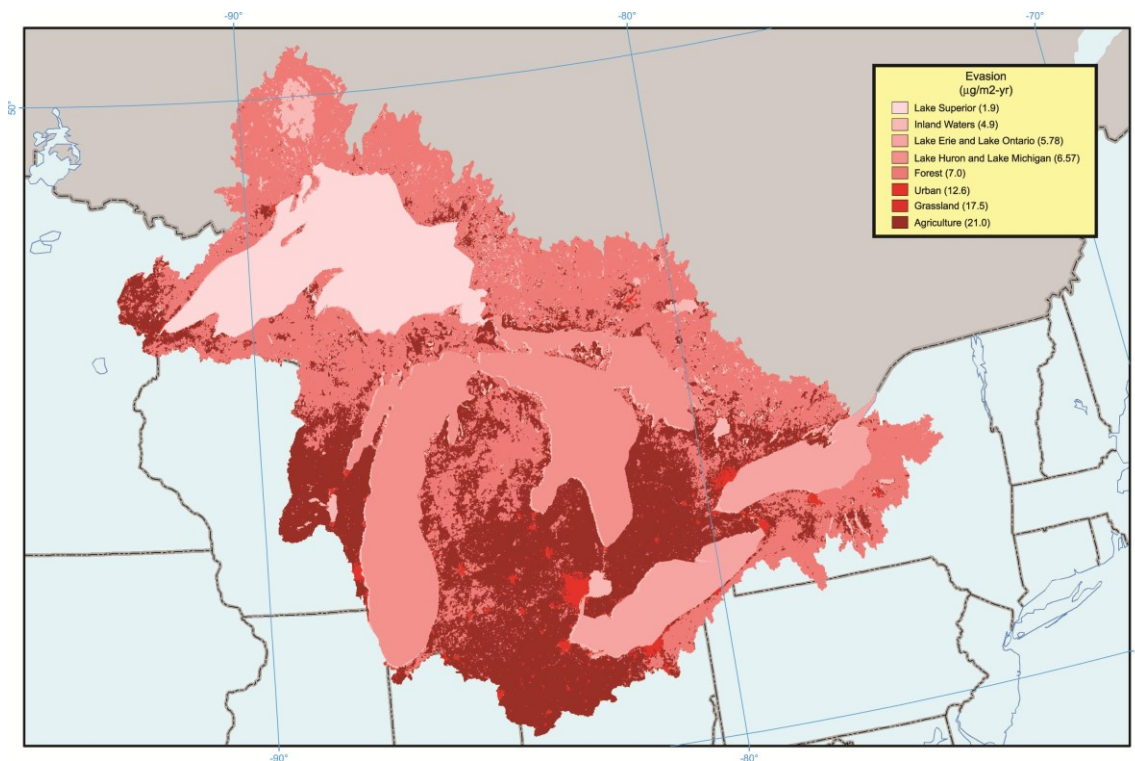 -90°
-80°
-70°
50°
Evasion
(µg/m2-yr)
Lake Superior (1.9)
Inland Waters (4.9)
Lake Erie and Lake Ontario (5.78)
Lake Huron and Lake Michigan (6.57)
Forest (7.0)
Urban (12.6)
Grassland (17.5)
Agriculture (21.0)
40°
-90°
-80°